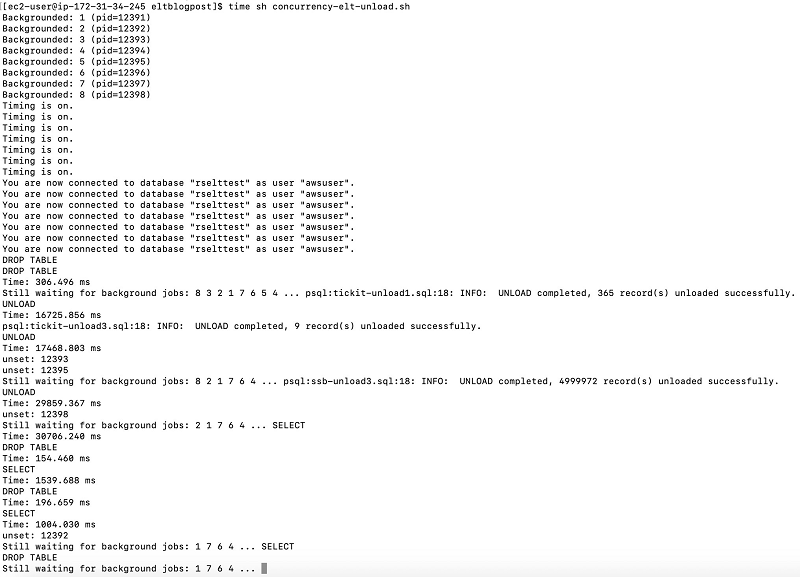 [[ec2-user@ip-172-31-34-245 eltblogpost]$ time sh concurrency-elt-unload.sh
Backgrounded: 1 (pid=12391)
Backgrounded: 2 (pid=12392)
Backgrounded: 3 (pid=12393)
Backgrounded: 4 (pid=12394)
Backgrounded: 5 (pid=12395)
Backgrounded: 6 (pid=12396)
Backgrounded: 7 (pid=12397)
Backgrounded: 8 (pid=12398)
Timing is on.
Timing is on.
Timing is on.
Timing is on.
Timing is on.
Timing is on.
Timing is on.
You are now connected to database "rselttest" as user "awsuser".
You are now connected to database "rselttest" as user "awsuser".
You are now connected to database "rselttest" as user "awsuser".
You are now connected to database "rselttest" as user "awsuser".
You are now connected to database "rselttest" as user "awsuser".
You are now connected to database "rselttest" as user "awsuser".
You are now connected to database "rselttest" as user "awsuser".
DROP TABLE
DROP TABLE
Time: 306.496 ms
Still waiting for background jobs: 8 3 2 1 7 6 5 4 ... psql:tickit-unload1.sql:18: INFO:  UNLOAD completed, 365 record(s) unloaded successfully.
UNLOAD
Time: 16725.856 ms
psql:tickit-unload3.sql:18: INFO:  UNLOAD completed, 9 record(s) unloaded successfully.
UNLOAD
Time: 17468.803 ms
unset: 12393
unset: 12395
Still waiting for background jobs: 8 2 1 7 6 4 ... psql:ssb-unload3.sql:18: INFO:  UNLOAD completed, 4999972 record(s) unloaded successfully.
UNLOAD
Time: 29859.367 ms
unset: 12398
Still waiting for background jobs: 2 1 7 6 4 ... SELECT
Time: 30706.240 ms
DROP TABLE
Time: 154.460 ms
SELECT
Time: 1539.688 ms
DROP TABLE
Time: 196.659 ms
SELECT
Time: 1004.030 ms
unset: 12392
Still waiting for background jobs: 1 7 6 4 ... SELECT
DROP TABLE
Still waiting for background jobs: 1 7 6 4 ...